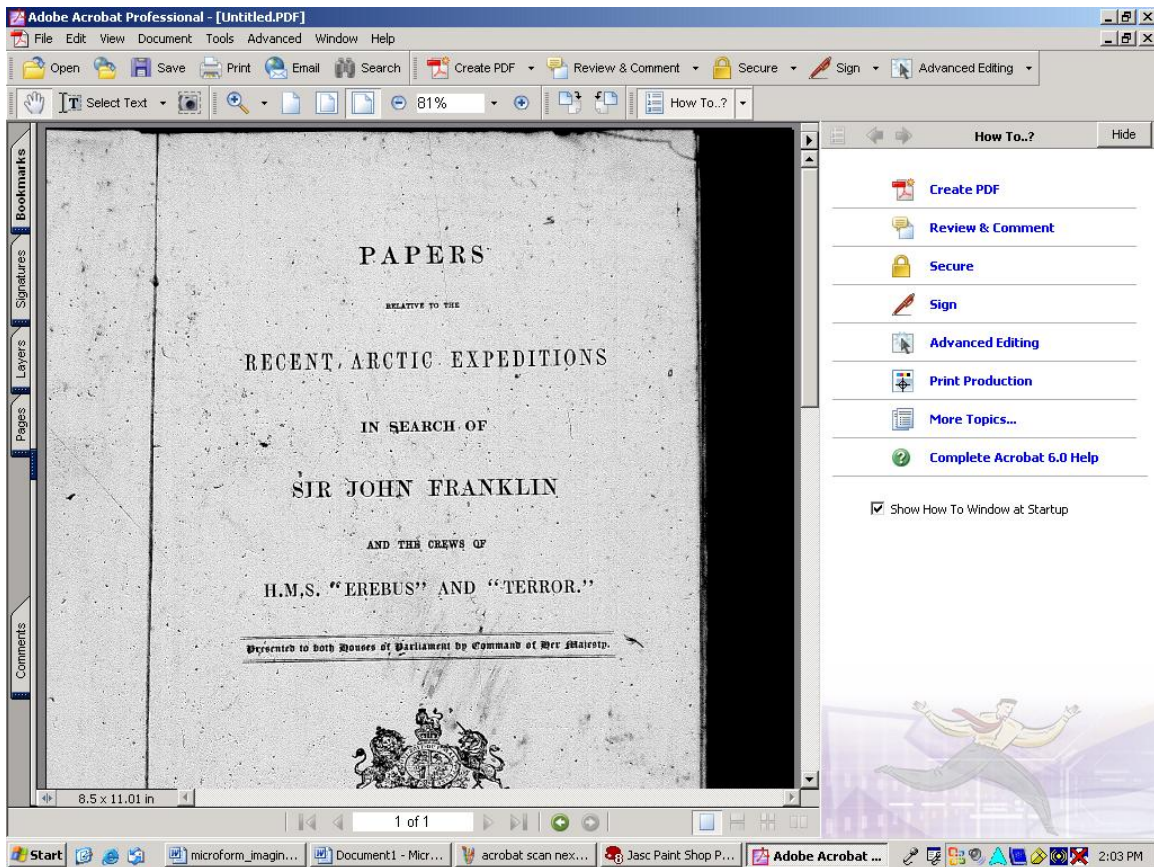 Adobe Acrobat Professional - [Untitled.PDF]
File Edit View Document Tools Advanced Window Help
Open Save Print Email Search Create PDF Review & Comment Secure Sign Advanced Editing
Select Text 81% How To..?
How To..? Hide
Bookmarks
Signatures
Layers
Pages
Comments
PAPERS
RELATIVE TO THE
RECENT ARCTIC EXPEDITIONS
IN SEARCH OF
SIR JOHN FRANKLIN
AND THE CREWS OF
H.M.S. “EREBUS” AND “TERROR.”
Presented to both Houses of Parliament by Command of Her Majesty.
Create PDF
Review & Comment
Secure
Sign
Advanced Editing
Print Production
More Topics...
Complete Acrobat 6.0 Help
Show How To Window at Startup
8.5 x 11.01 in
1 of 1
Start microform_imagin... Document1 - Micr... acrobat scan nex... Jasc Paint Shop P... Adobe Acrobat ... 2:03 PM